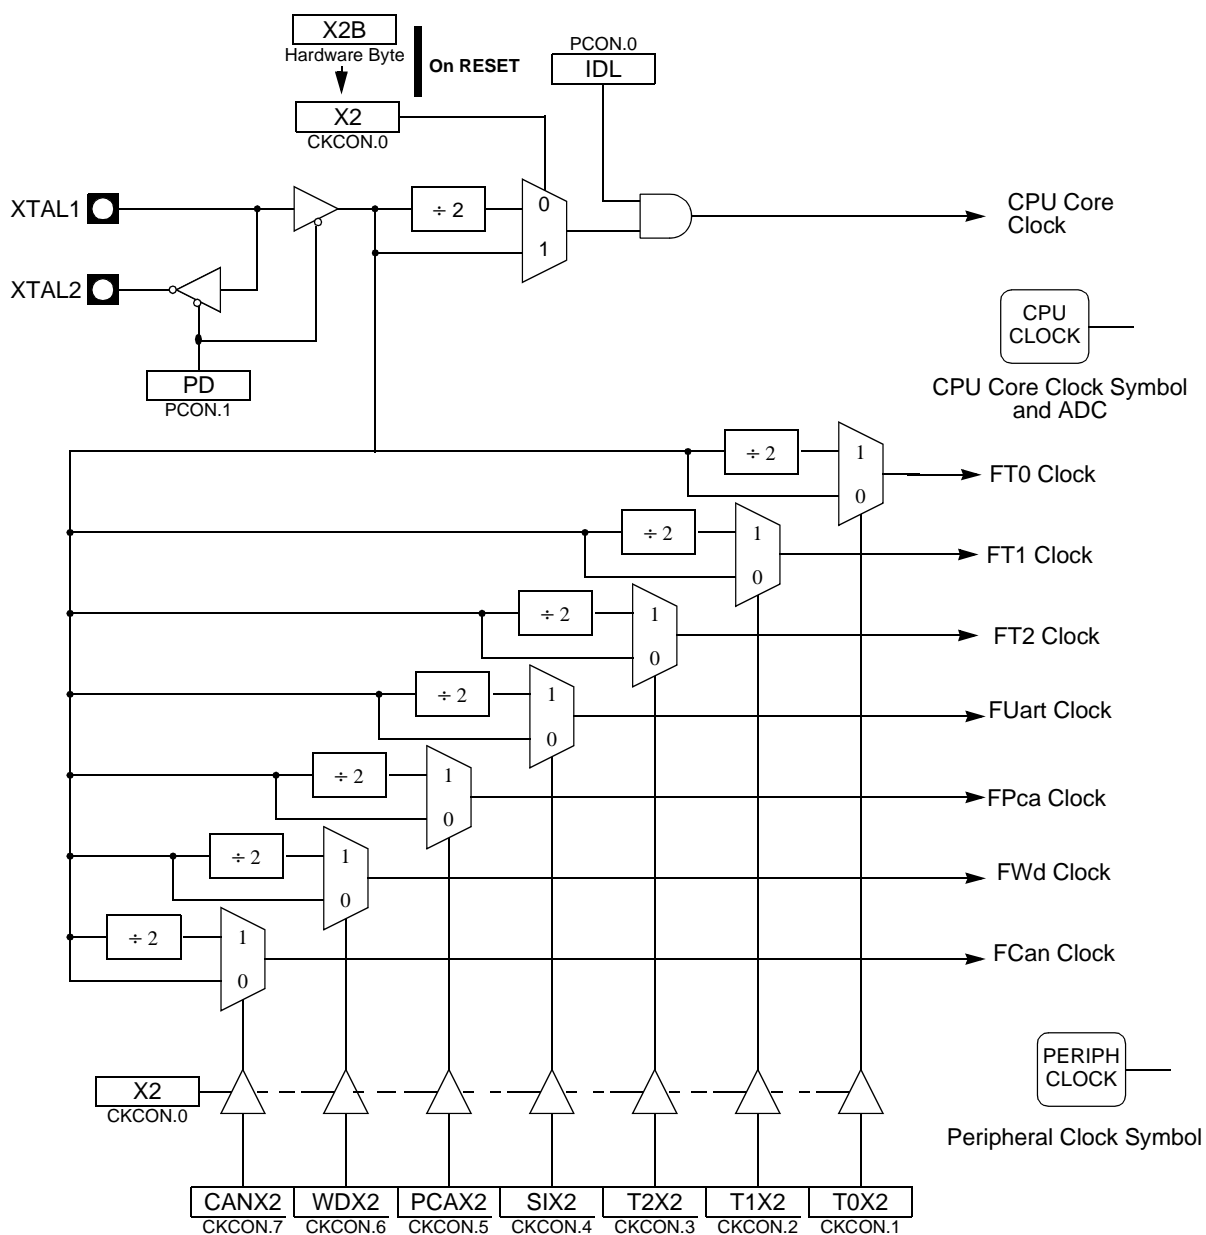 X2B
Hardware Byte
On RESET
PCON.0
IDL
X2
CKCON.0
XTAL1
÷ 2
0
1
CPU Core
Clock
XTAL2
PD
PCON.1
CPU
CLOCK
CPU Core Clock Symbol
and ADC
÷ 2
1
0
FT0 Clock
÷ 2
1
0
FT1 Clock
÷ 2
1
0
FT2 Clock
÷ 2
1
0
FUart Clock
÷ 2
1
0
FPca Clock
÷ 2
1
0
FWd Clock
÷ 2
1
0
FCan Clock
X2
CKCON.0
PERIPH
CLOCK
Peripheral Clock Symbol
CANX2 WDX2 PCAX2 SIX2 T2X2 T1X2 T0X2
CKCON.7 CKCON.6 CKCON.5 CKCON.4 CKCON.3 CKCON.2 CKCON.1